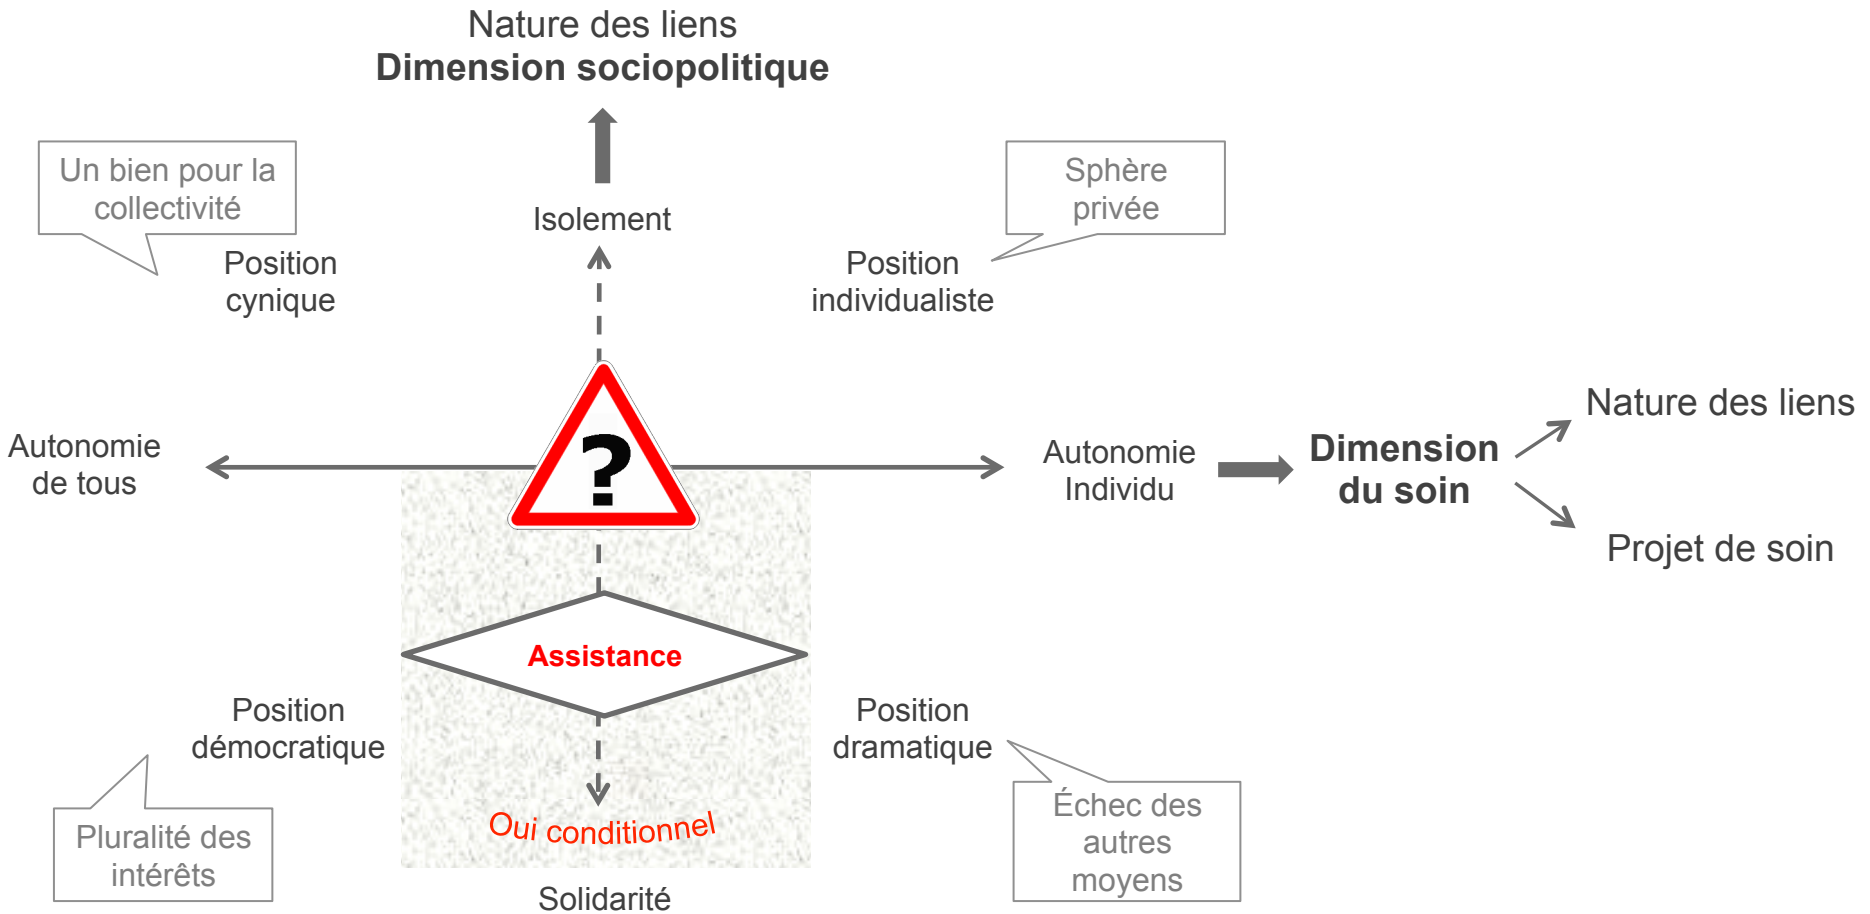 Nature des liens
Dimension sociopolitique
Un bien pour la
collectivité
Sphère
privée
Isolement
Position
cynique
Position
individualiste
Autonomie
de tous
?
Autonomie
Individu
Dimension
du soin
Nature des liens
Projet de soin
Assistance
Position
démocratique
Position
dramatique
Oui conditionnel
Pluralité des
intérêts
Échec des
autres
moyens
Solidarité